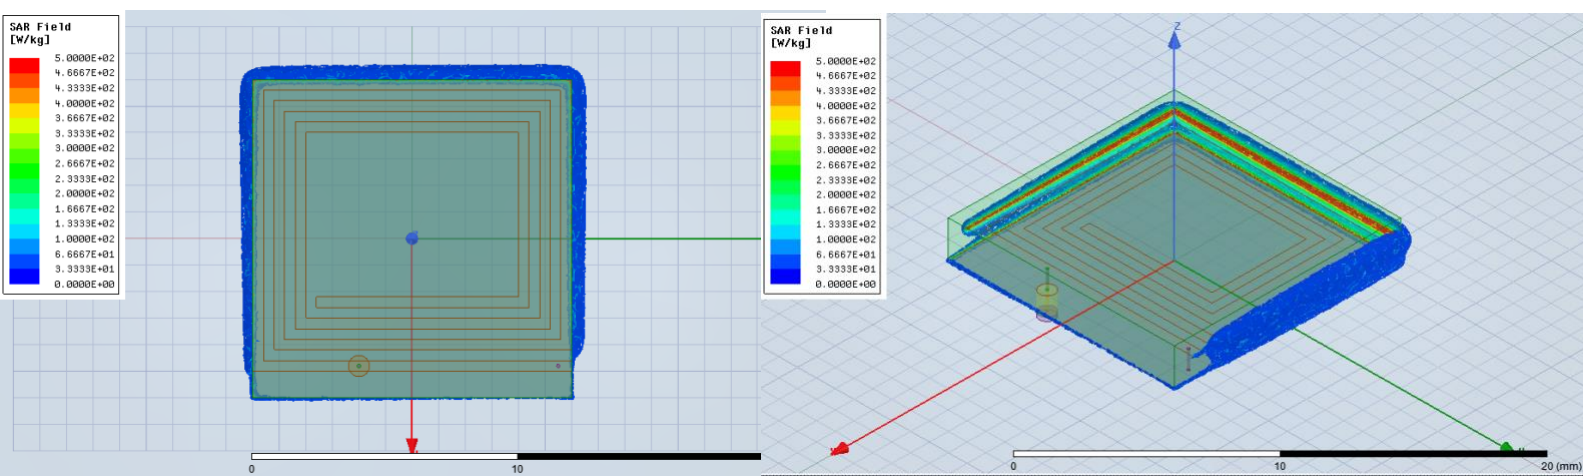 SAR Field
[W/kg]
5.0000E+02
4.6667E+02
4.3333E+02
4.0000E+02
3.6667E+02
3.3333E+02
3.0000E+02
2.6667E+02
2.3333E+02
2.0000E+02
1.6667E+02
1.3333E+02
1.0000E+02
6.6667E+01
3.3333E+01
0.0000E+00
0
10
SAR Field
[W/kg]
5.0000E+02
4.6667E+02
4.3333E+02
4.0000E+02
3.6667E+02
3.3333E+02
3.0000E+02
2.6667E+02
2.3333E+02
2.0000E+02
1.6667E+02
1.3333E+02
1.0000E+02
6.6667E+01
3.3333E+01
0.0000E+00
Z
0
10
20 (mm)